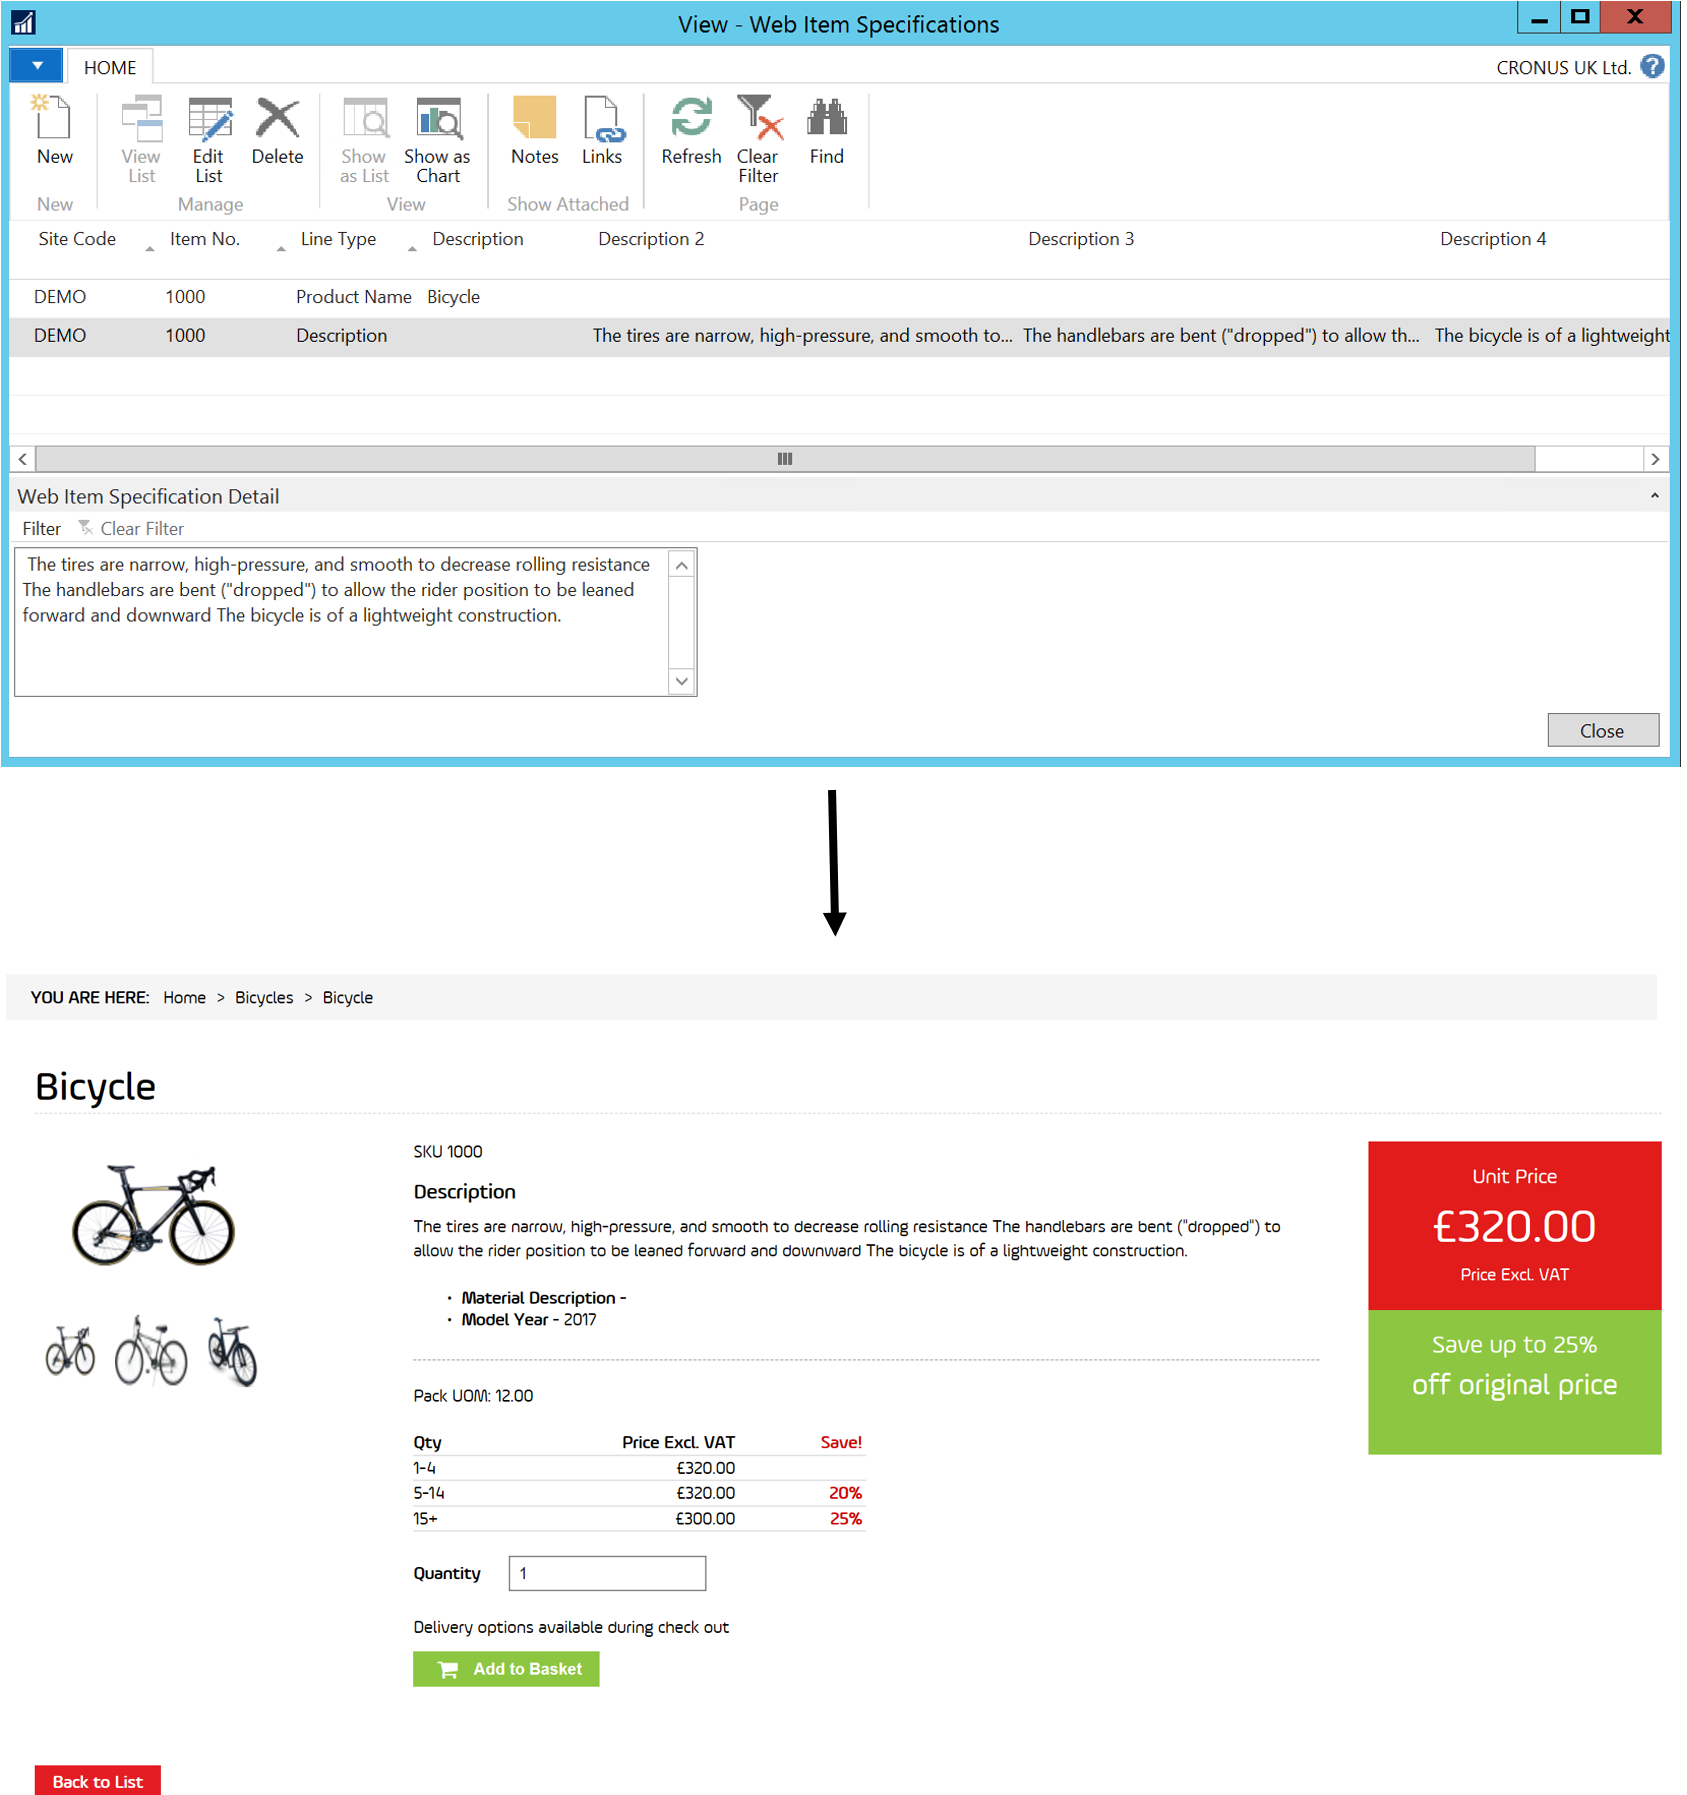 View - Web Item Specifications
HOME
CRONUS UK Ltd.
New View List Edit List Delete Show as List Show as Chart Notes Links Refresh Clear Filter Find
New Manage View Show Attached Page
Site Code Item No. Line Type Description Description 2 Description 3 Description 4
DEMO 1000 Product Name Bicycle
DEMO 1000 Description The tires are narrow, high-pressure, and smooth to... The handlebars are bent ("dropped") to allow th... The bicycle is of a lightweight
Web Item Specification Detail
Filter Clear Filter
The tires are narrow, high-pressure, and smooth to decrease rolling resistance
The handlebars are bent ("dropped") to allow the rider position to be leaned
forward and downward The bicycle is of a lightweight construction.
Close
YOU ARE HERE: Home > Bicycles > Bicycle
Bicycle
SKU 1000
Description
The tires are narrow, high-pressure, and smooth to decrease rolling resistance The handlebars are bent ("dropped") to
allow the rider position to be leaned forward and downward The bicycle is of a lightweight construction.
• Material Description -
• Model Year - 2017
Unit Price
£320.00
Price Excl. VAT
Save up to 25%
off original price
Pack UOM: 12.00
Qty Price Excl. VAT Save!
1-4 £320.00
5-14 £320.00 20%
15+ £300.00 25%
Quantity 1
Delivery options available during check out
Add to Basket
Back to List